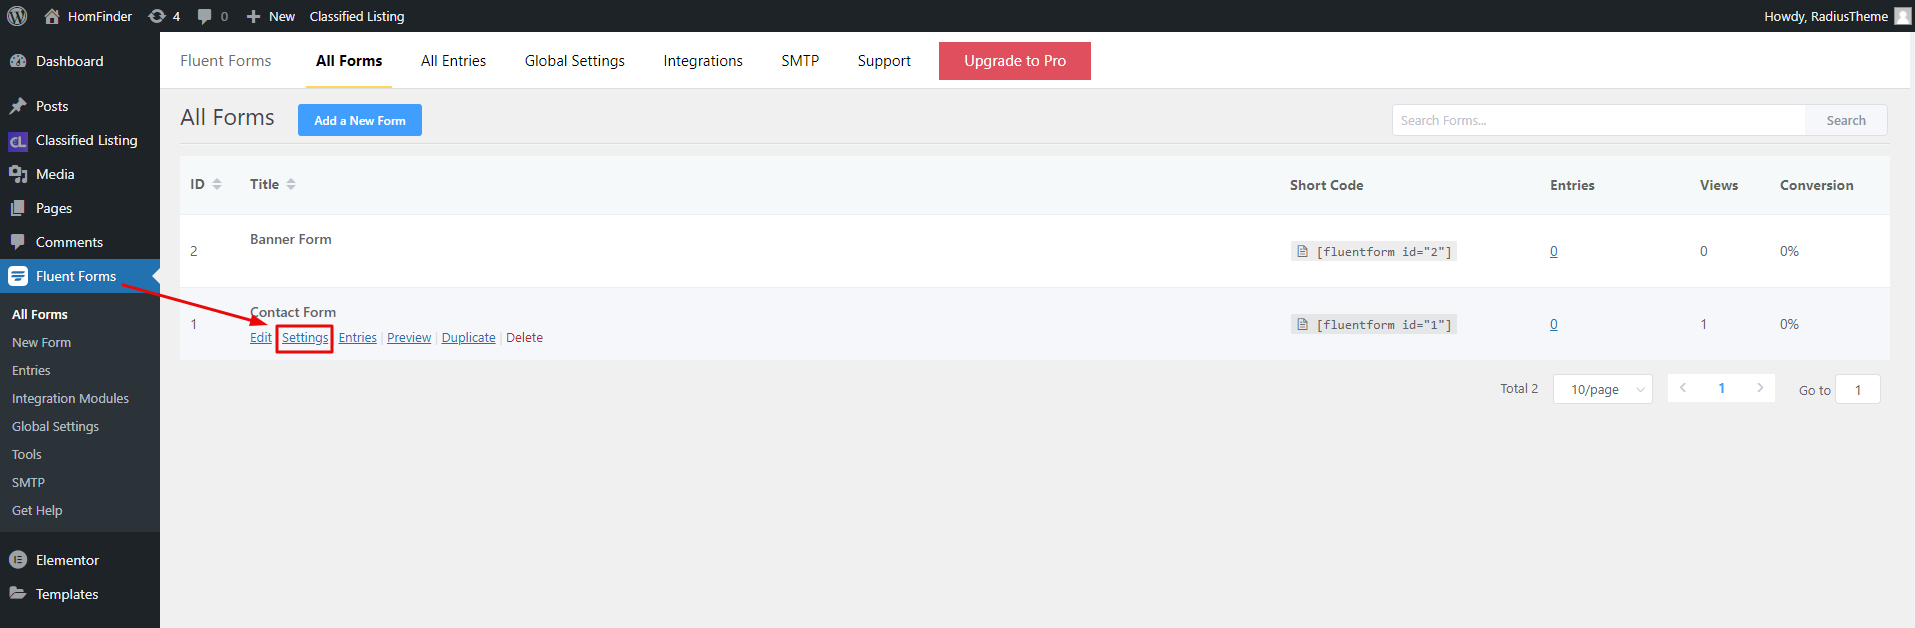 HomFinder 4 0 New Classified Listing Howdy, RadiusTheme
Dashboard
Posts
CL Classified Listing
Media
Pages
Comments
Fluent Forms
All Forms
New Form
Entries
Integration Modules
Global Settings
Tools
SMTP
Get Help
Elementor
Templates
Fluent Forms All Forms All Entries Global Settings Integrations SMTP Support Upgrade to Pro
All Forms Add a New Form Search Forms... Search
ID Title Short Code Entries Views Conversion
2 Banner Form [fluentform id="2"] 0 0 0%
1 Contact Form [fluentform id="1"] 0 1 0%
Edit Settings Entries Preview Duplicate Delete
Total 2 10/page 1 Go to 1